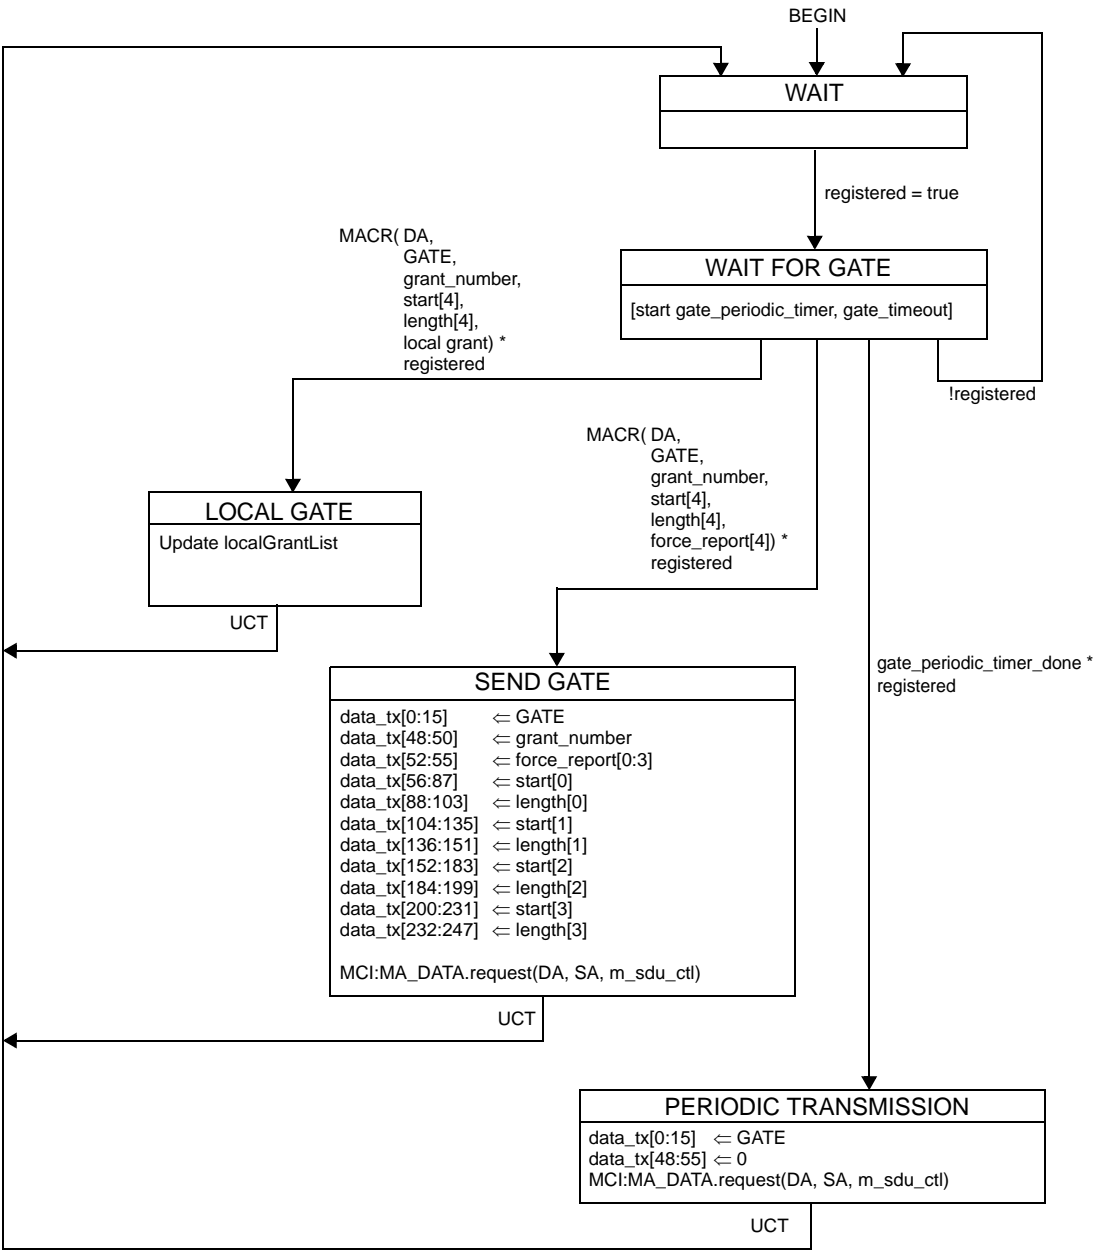 BEGIN
WAIT
registered = true
MACR( DA,
GATE,
grant_number,
start[4],
length[4],
local grant) *
registered
WAIT FOR GATE
[start gate_periodic_timer, gate_timeout]
!registered
MACR( DA,
GATE,
grant_number,
start[4],
length[4],
force_report[4]) *
registered
LOCAL GATE
Update localGrantList
UCT
gate_periodic_timer_done *
registered
SEND GATE
data_tx[0:15] ⇐ GATE
data_tx[48:50] ⇐ grant_number
data_tx[52:55] ⇐ force_report[0:3]
data_tx[56:87] ⇐ start[0]
data_tx[88:103] ⇐ length[0]
data_tx[104:135] ⇐ start[1]
data_tx[136:151] ⇐ length[1]
data_tx[152:183] ⇐ start[2]
data_tx[184:199] ⇐ length[2]
data_tx[200:231] ⇐ start[3]
data_tx[232:247] ⇐ length[3]
MCI:MA_DATA.request(DA, SA, m_sdu_ctl)
UCT
PERIODIC TRANSMISSION
data_tx[0:15] ⇐ GATE
data_tx[48:55] ⇐ 0
MCI:MA_DATA.request(DA, SA, m_sdu_ctl)
UCT